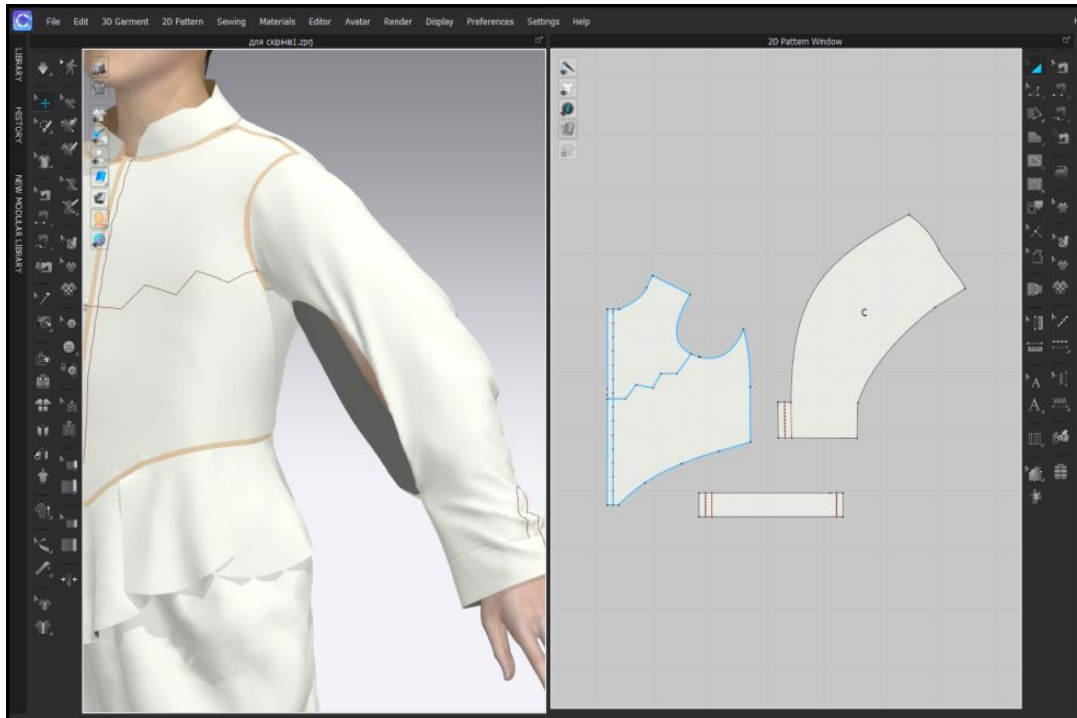 File Edit 3D Garment 2D Pattern Sewing Materials Editor Avatar Render Display Preferences Settings Help
для скірнів1.zprj
2D Pattern Window
LIBRARY
HISTORY
NEW MODULAR LIBRARY
C
A
A